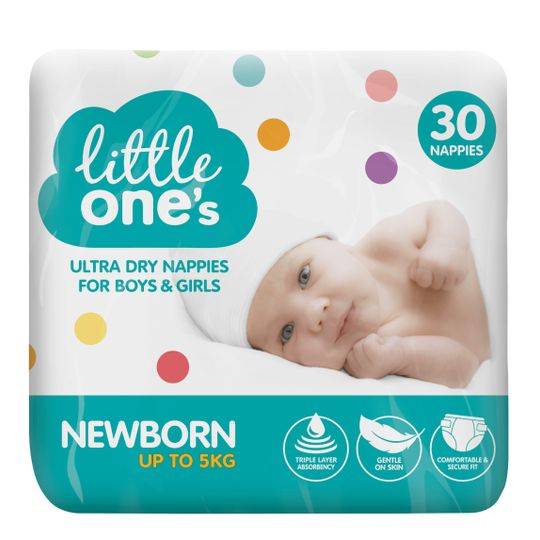 little
one's
ULTRA DRY NAPPIES
FOR BOYS & GIRLS
30
NAPPIES
NEWBORN
UP TO 5KG
TRIPLE LAYER
ABSORBENCY
GENTLE
ON SKIN
COMFORTABLE &
SECURE FIT